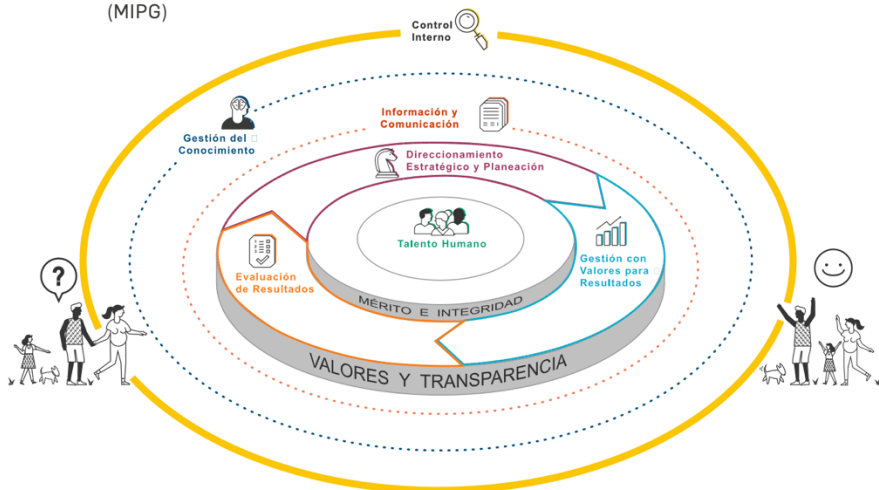 (MIPG)
Control
Interno
Información y
Comunicación
Gestión del
Conocimiento
Direccionamiento
Estratégico y Planeación
Talento Humano
Evaluación
de Resultados
Gestión con
Valores para
Resultados
MÉRITO E INTEGRIDAD
VALORES Y TRANSPARENCIA
?